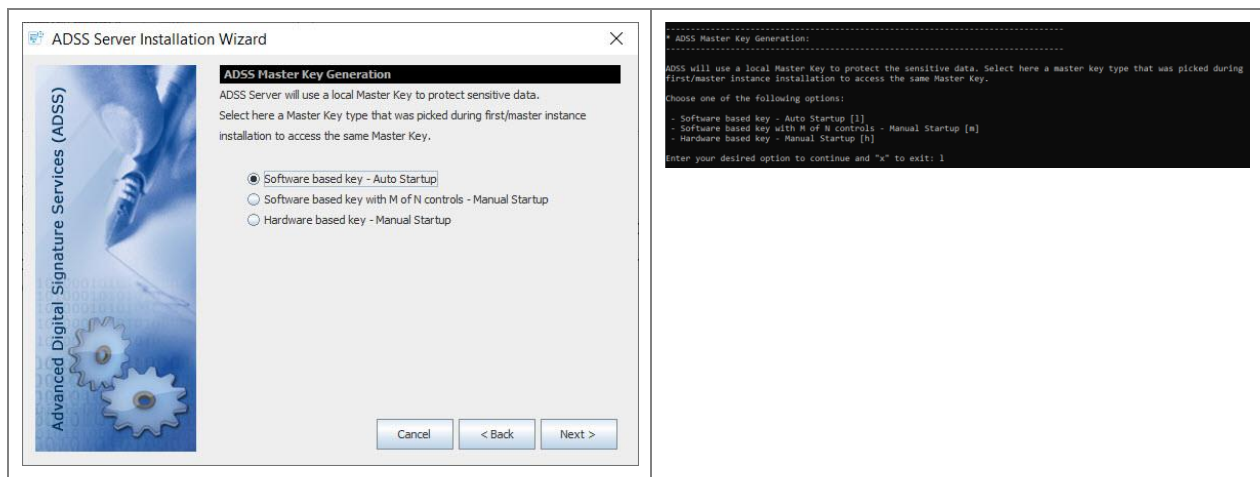 ADSS Server Installation Wizard
Advanced Digital Signature Services (ADSS)
ADSS Master Key Generation
ADSS Server will use a local Master Key to protect sensitive data.
Select here a Master Key type that was picked during first/master instance
installation to access the same Master Key.
Software based key - Auto Startup
Software based key with M of N controls - Manual Startup
Hardware based key - Manual Startup
Cancel
< Back
Next >
--------------------------------------------------------------------------------
* ADSS Master Key Generation:
--------------------------------------------------------------------------------
ADSS will use a local Master Key to protect the sensitive data. Select here a master key type that was picked during
first/master instance installation to access the same Master Key.
Choose one of the following options:
- Software based key - Auto Startup [l]
- Software based key with M of N controls - Manual Startup [m]
- Hardware based key - Manual Startup [h]
Enter your desired option to continue and "x" to exit: l